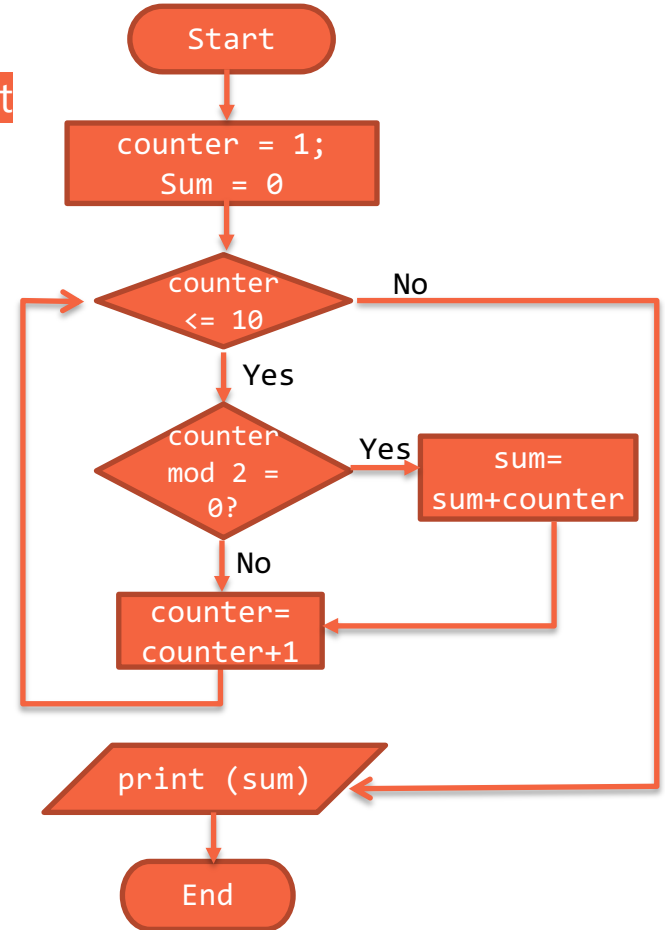 Start
t
counter = 1;
Sum = 0
counter
<= 10
No
Yes
counter
mod 2 =
0?
Yes
sum=
sum+counter
No
counter=
counter+1
print (sum)
End